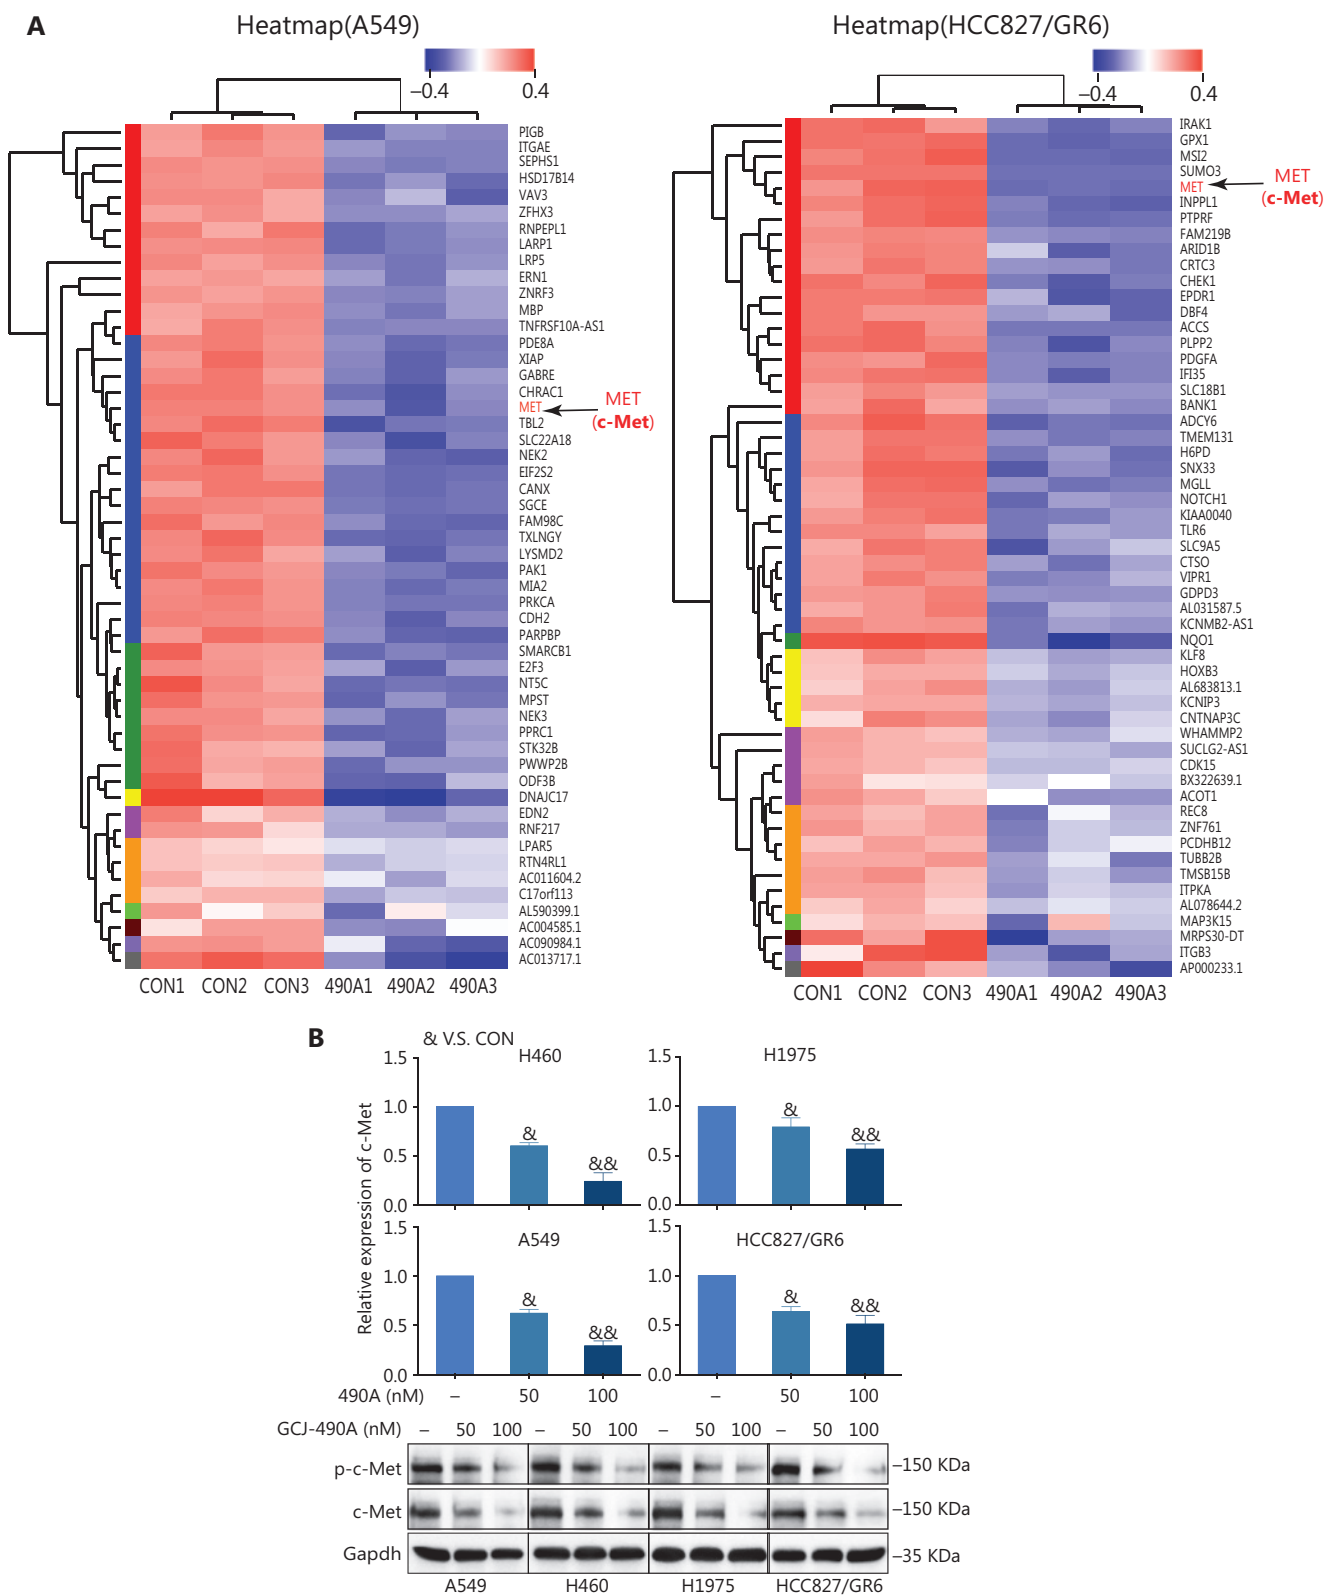 A
Heatmap(A549)
−0.4
0.4
PIGB
ITGAE
SEPHS1
HSD17B14
VAV3
ZFHX3
RNPEPL1
LARP1
LRP5
ERN1
ZNRF3
MBP
TNFRSF10A-AS1
PDE8A
XIAP
GABRE
CHRAC1
MET
TBL2
SLC22A18
NEK2
EIF2S2
CANX
SGCE
FAM98C
TXLNGY
LYSMD2
PAK1
MIA2
PRKCA
CDH2
PARPBP
SMARCB1
E2F3
NT5C
MPST
NEK3
PPRC1
STK32B
PWWP2B
ODF3B
DNAJC17
EDN2
RNF217
LPAR5
RTN4RL1
AC011604.2
C17orf113
AL590399.1
AC004585.1
AC090984.1
AC013717.1
MET
(c-Met)
CON1 CON2 CON3 490A1 490A2 490A3
Heatmap(HCC827/GR6)
−0.4
0.4
IRAK1
GPX1
MSI2
SUMO3
MET
INPPL1
PTPRF
FAM219B
ARID1B
CRTC3
CHEK1
EPDR1
DBF4
ACCS
PLPP2
PDGFA
IFI35
SLC18B1
BANK1
ADCY6
TMEM131
H6PD
SNX33
MGLL
NOTCH1
KIAA0040
TLR6
SLC9A5
CTSO
VIPR1
GDPD3
AL031587.5
KCNMB2-AS1
NQO1
KLF8
HOXB3
AL683813.1
KCNIP3
CNTNAP3C
WHAMMP2
SUCLG2-AS1
CDK15
BX322639.1
ACOT1
REC8
ZNF761
PCDHB12
TUBB2B
TMSB15B
ITPKA
AL078644.2
MAP3K15
MRPS30-DT
ITGB3
AP000233.1
MET
(c-Met)
CON1 CON2 CON3 490A1 490A2 490A3
B
& V.S. CON
Relative expression of c-Met
H460
1.5
1.0
0.5
0.0
&
&&
H1975
1.5
1.0
0.5
0.0
&
&&
A549
1.5
1.0
0.5
0.0
&
&&
HCC827/GR6
1.5
1.0
0.5
0.0
&
&&
490A (nM) – 50 100 – 50 100
GCJ-490A (nM) – 50 100 – 50 100 – 50 100 – 50 100
p-c-Met –150 KDa
c-Met –150 KDa
Gapdh –35 KDa
A549 H460 H1975 HCC827/GR6